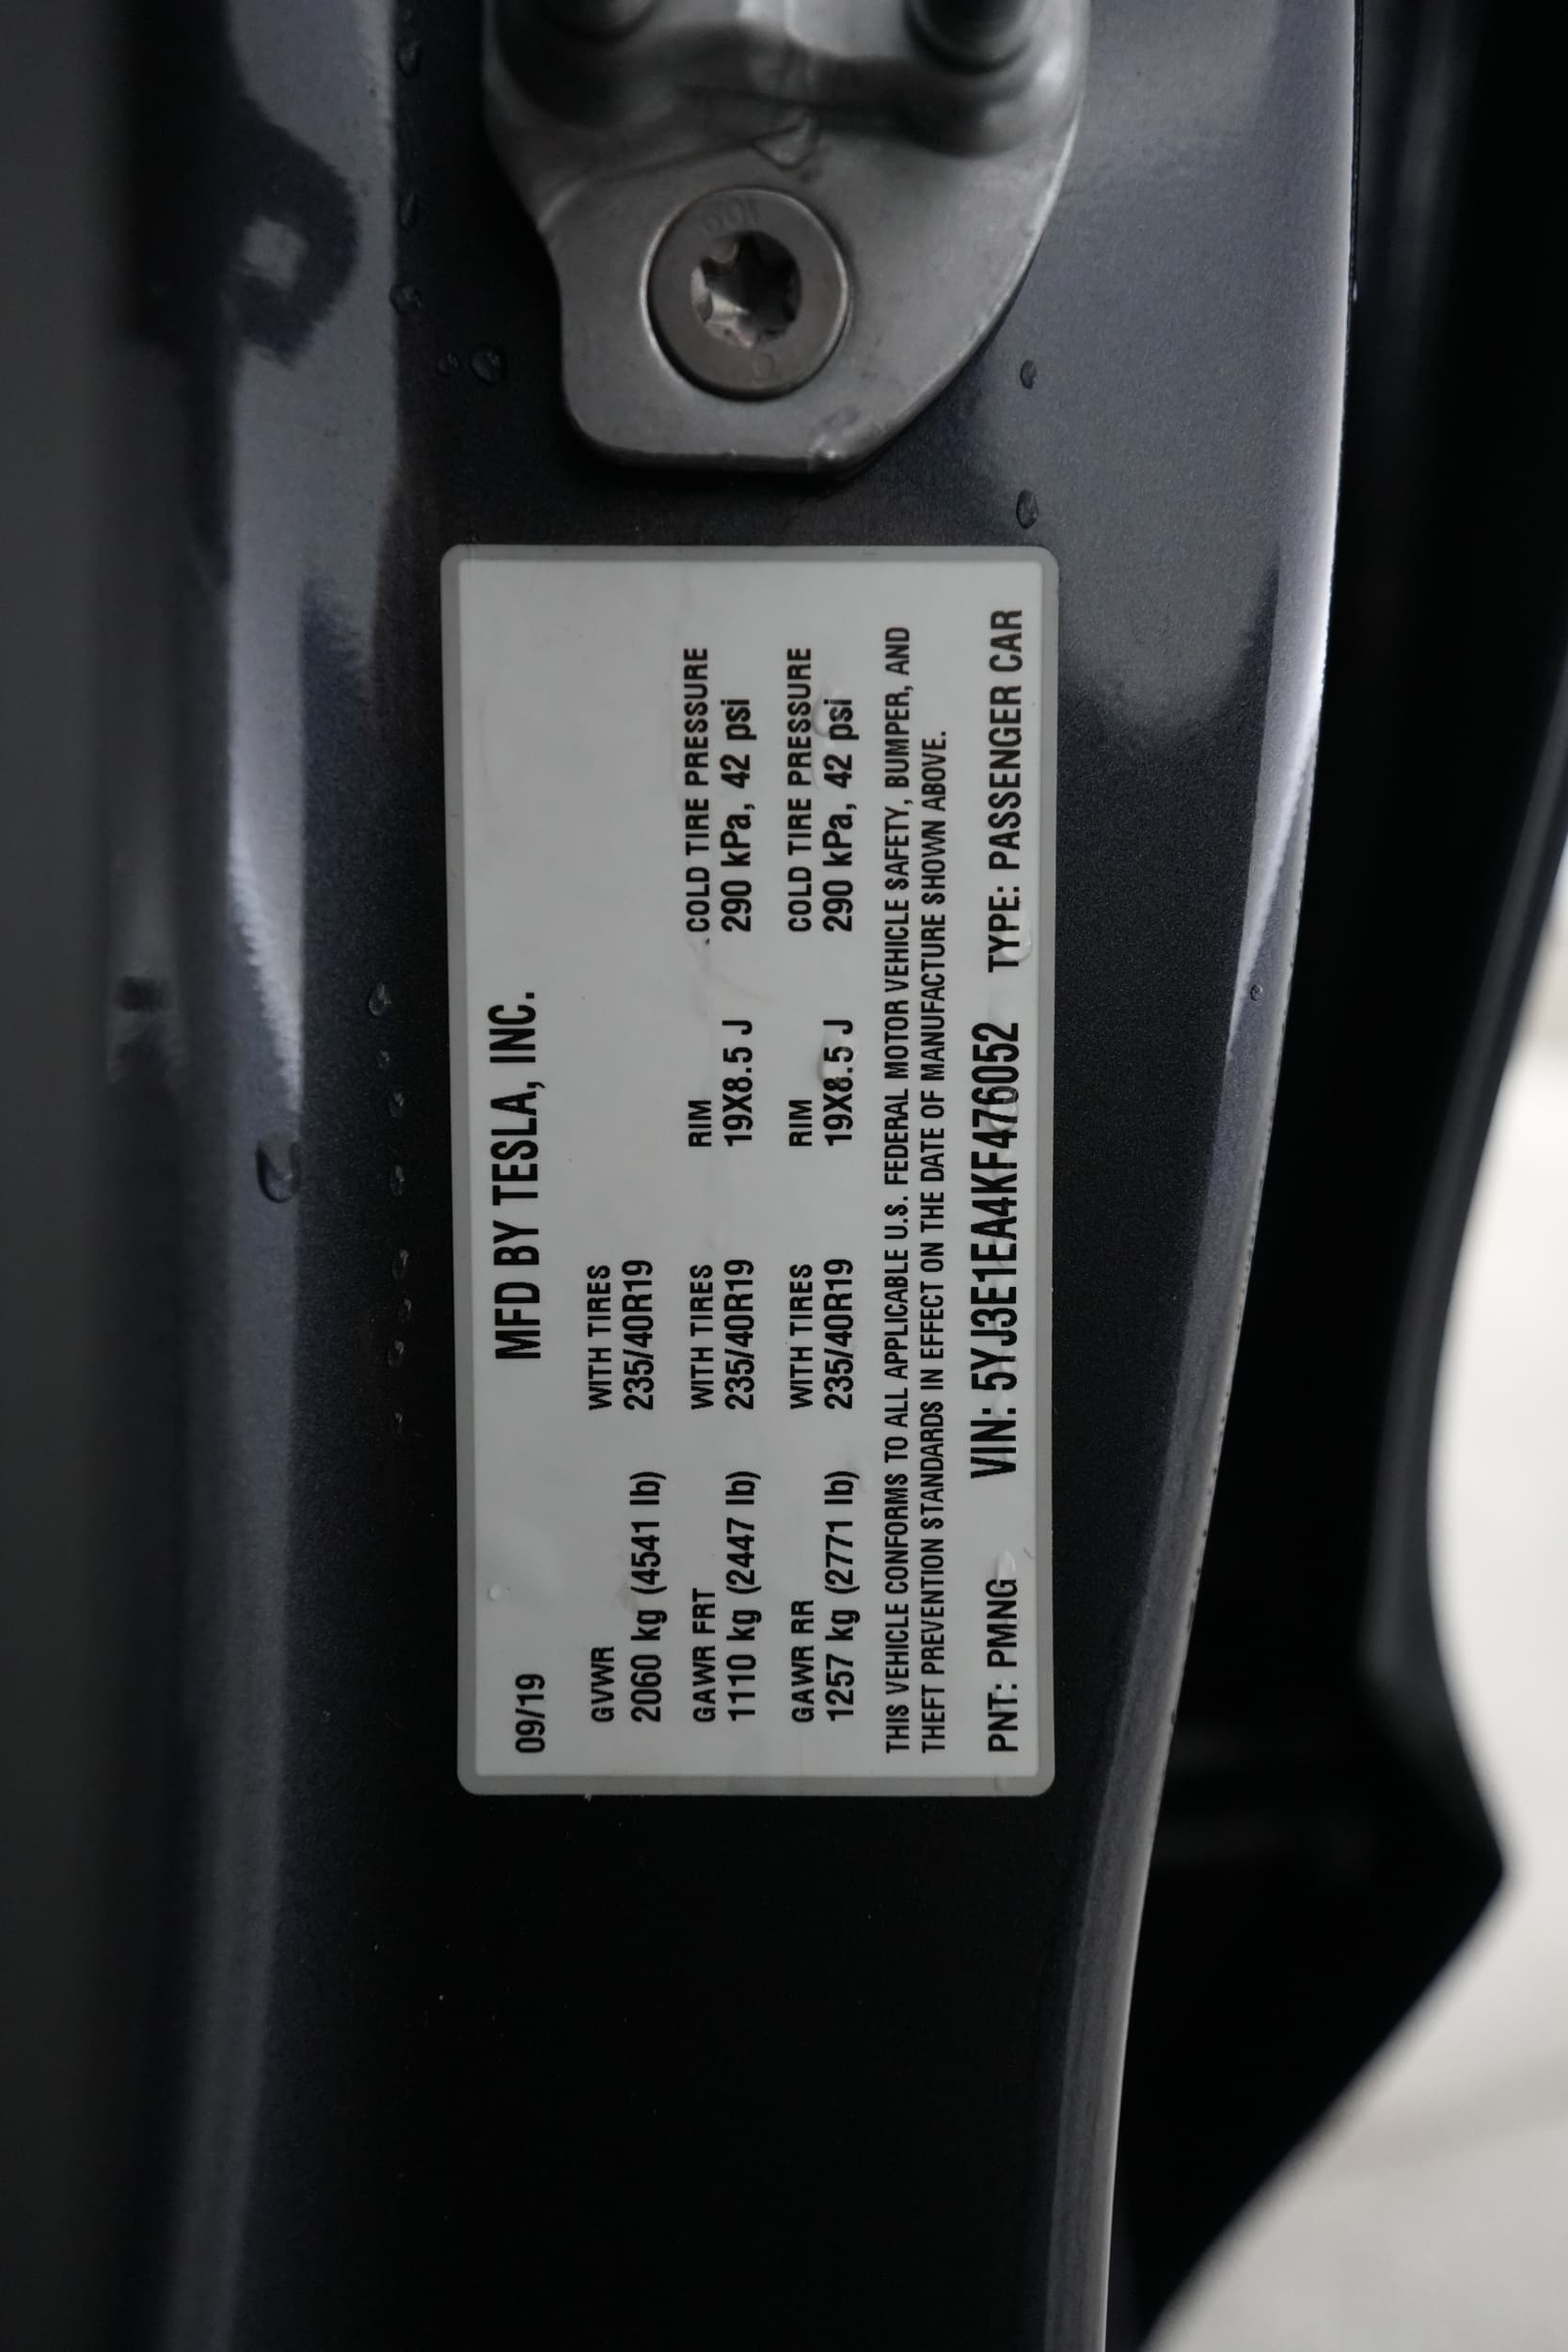 MFD BY TESLA, INC.
09/19
GVWR WITH TIRES
2060 kg (4541 lb) 235/40R19
GAWR FRT WITH TIRES RIM COLD TIRE PRESSURE
1110 kg (2447 lb) 235/40R19 19X8.5 J 290 kPa, 42 psi
GAWR RR WITH TIRES RIM COLD TIRE PRESSURE
1257 kg (2771 lb) 235/40R19 19X8.5 J 290 kPa, 42 psi
THIS VEHICLE CONFORMS TO ALL APPLICABLE U.S. FEDERAL MOTOR VEHICLE SAFETY, BUMPER, AND
THEFT PREVENTION STANDARDS IN EFFECT ON THE DATE OF MANUFACTURE SHOWN ABOVE.
PNT: PMNG VIN: 5YJ3E1EA4KF476052 TYPE: PASSENGER CAR